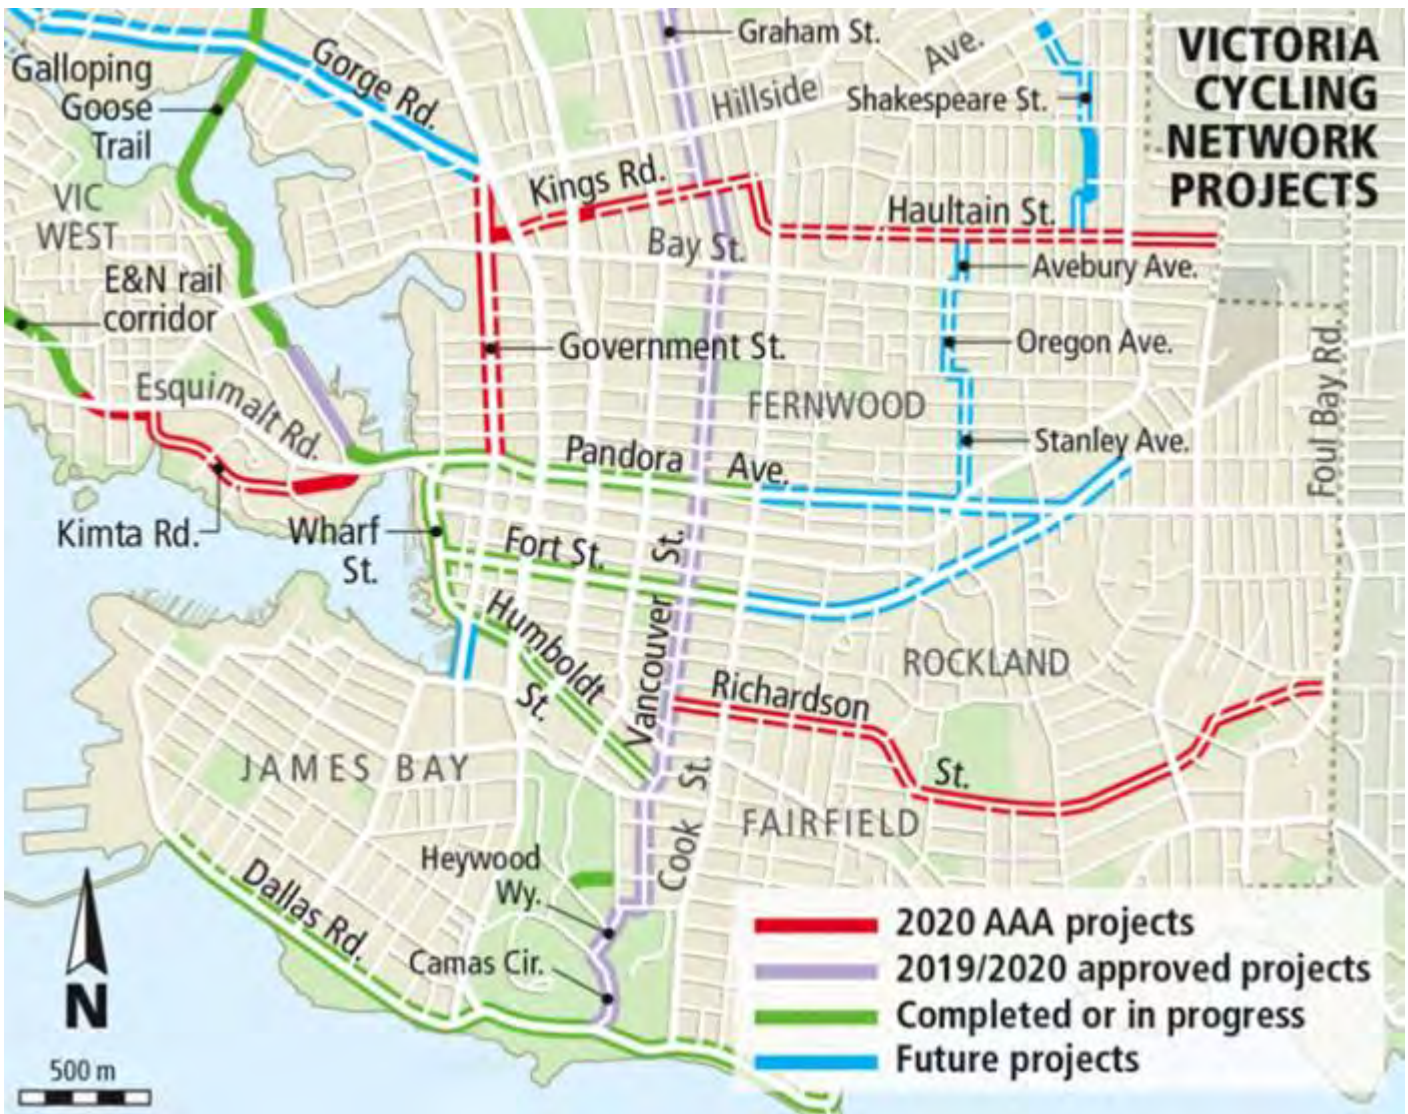 VICTORIA
CYCLING
NETWORK
PROJECTS
Graham St.
Hillside
Ave.
Shakespeare St.
Galloping
Goose
Trail
Gorge Rd.
VIC
WEST
Kings Rd.
Haultain St.
Bay St.
E&N rail
corridor
Avebury Ave.
Government St.
Oregon Ave.
Foul Bay Rd.
Esquimalt Rd.
FERNWOOD
Stanley Ave.
Pandora Ave.
Kimta Rd.
Wharf
St.
Fort St.
Vancouver St.
Humboldt
St.
ROCKLAND
Richardson
St.
JAMES BAY
Cook St.
FAIRFIELD
Heywood
Wy.
Dallas Rd.
Camas Cir.
N
500 m
2020 AAA projects
2019/2020 approved projects
Completed or in progress
Future projects